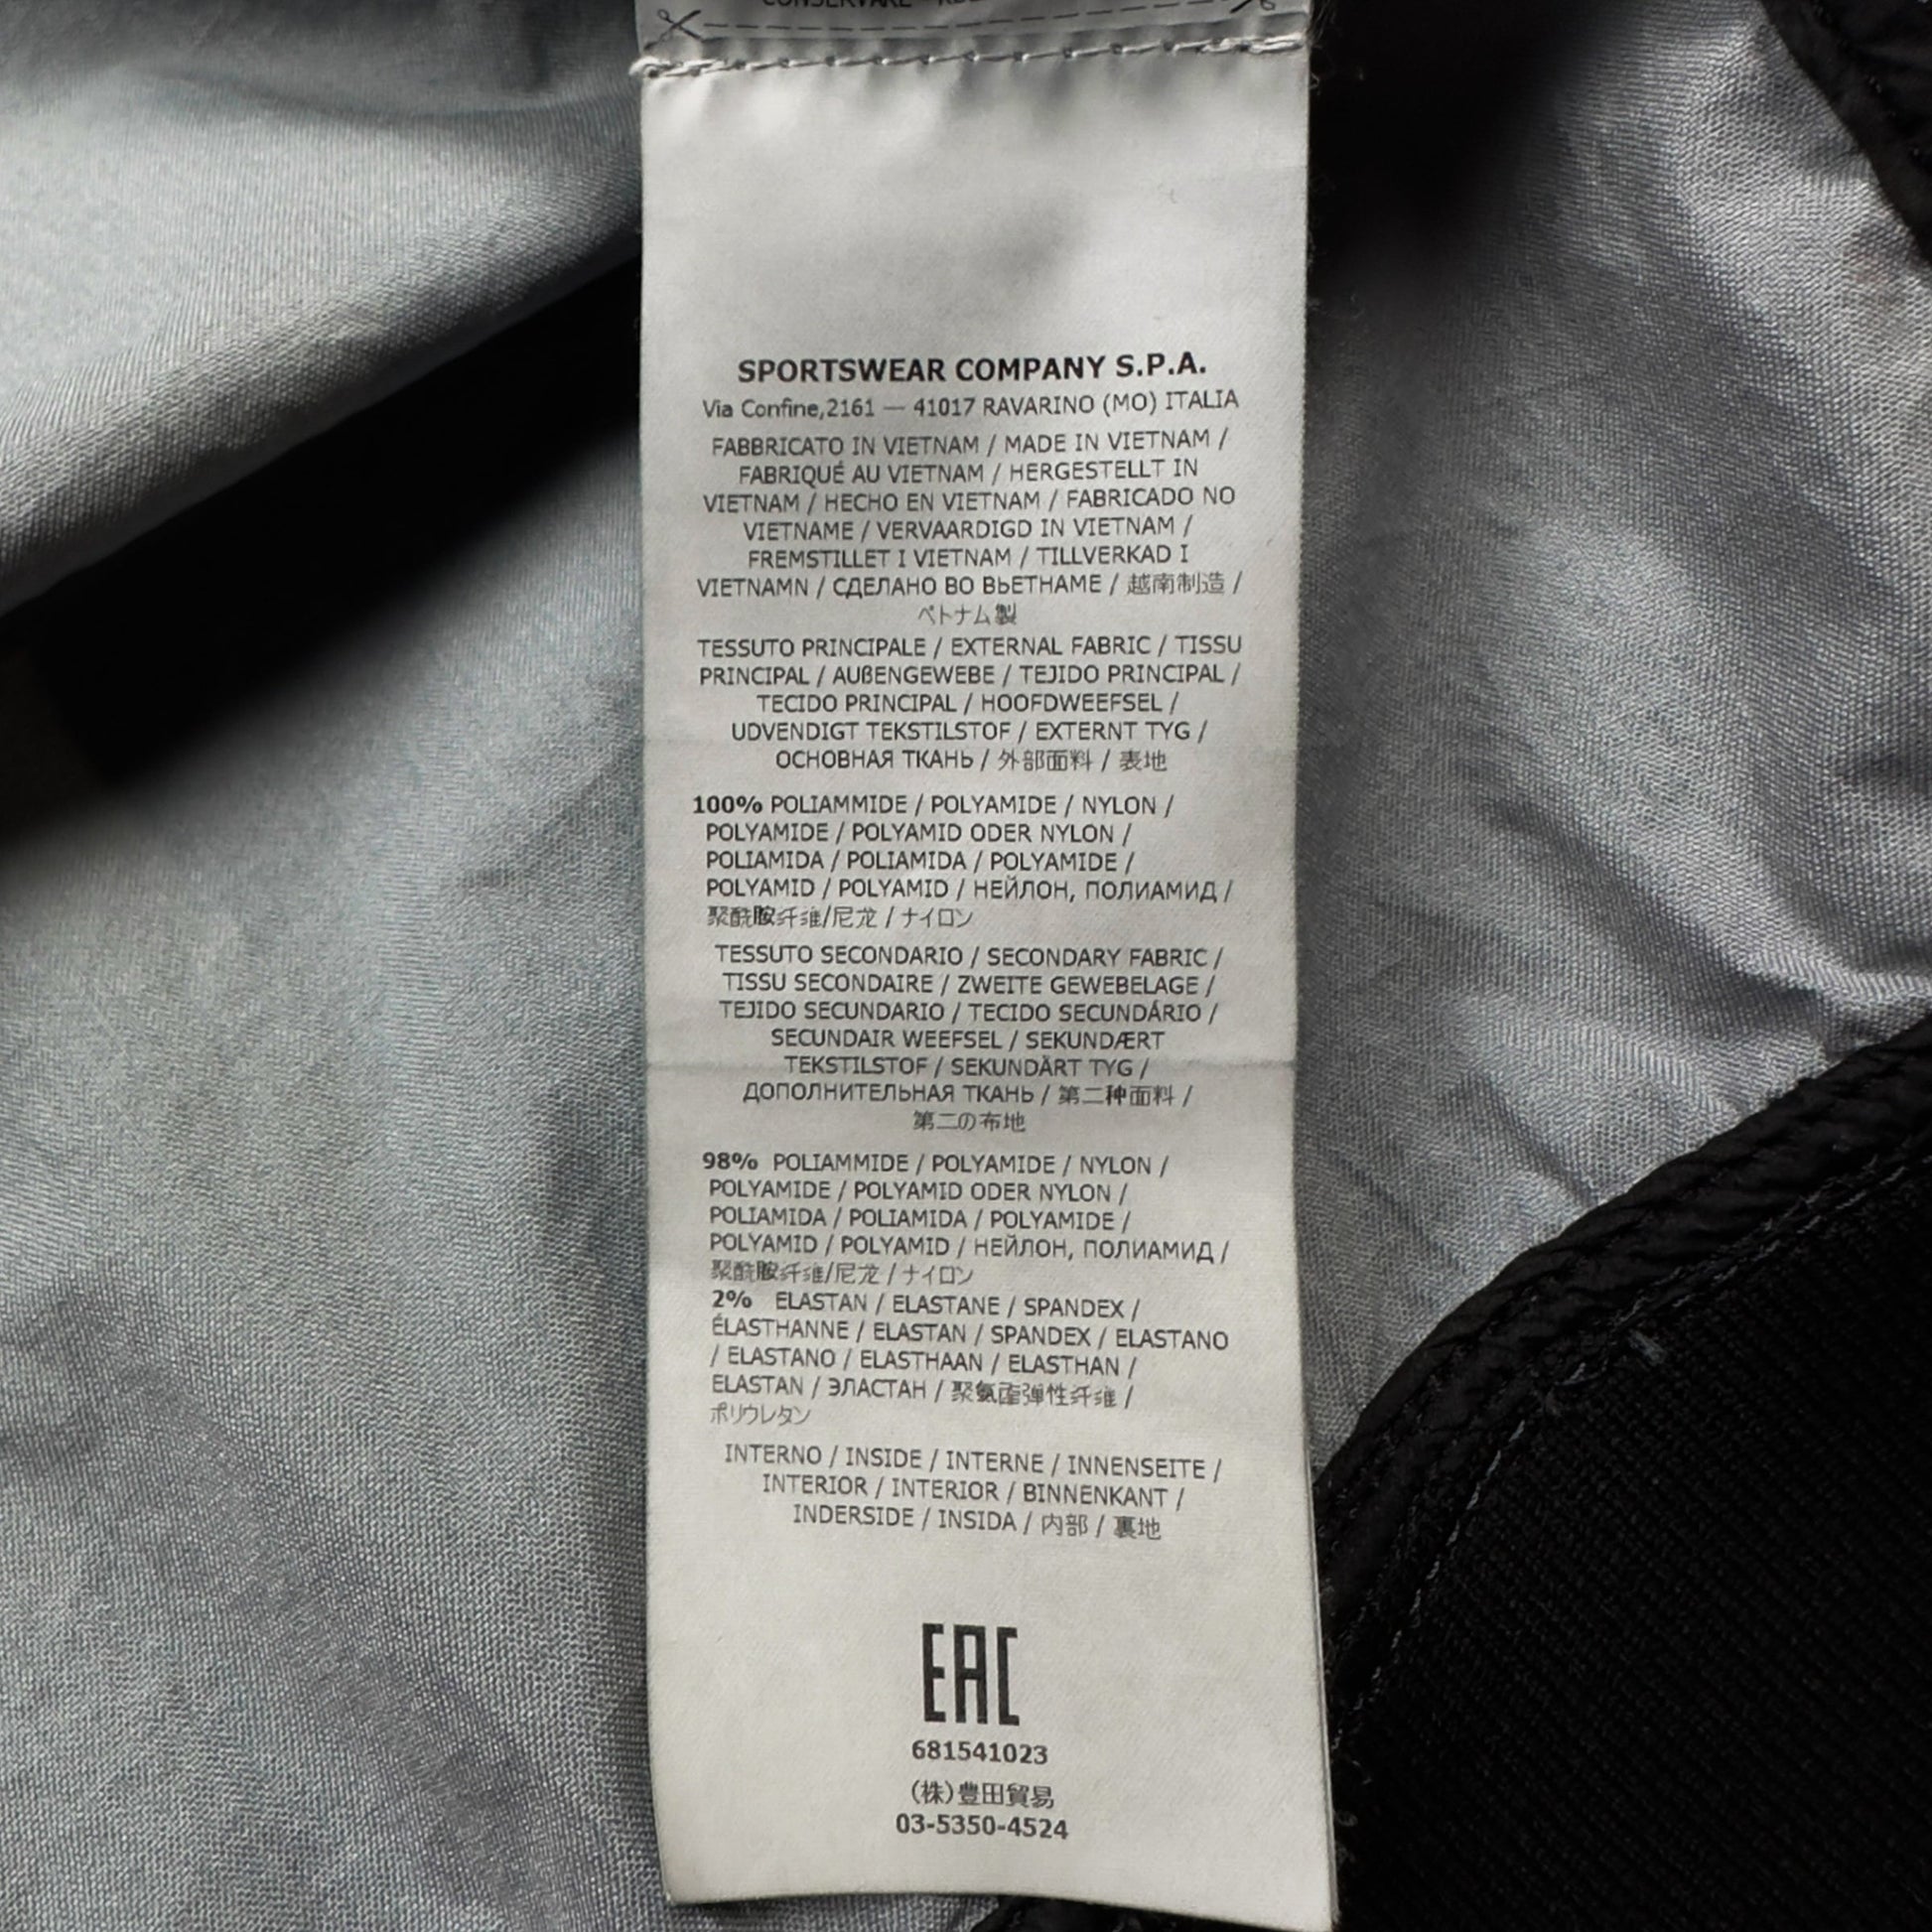 CONSERVARE
SPORTSWEAR COMPANY S.P.A.
Via Confine,2161 — 41017 RAVARINO (MO) ITALIA
FABBRICATO IN VIETNAM / MADE IN VIETNAM /
FABRIQUÉ AU VIETNAM / HERGESTELLT IN
VIETNAM / HECHO EN VIETNAM / FABRICADO NO
VIETNAME / VERVAARDIGD IN VIETNAM /
FREMSTILLET I VIETNAM / TILLVERKAD I
VIETNAMN / СДЕЛАНО ВО ВЬЕТНАМЕ / 越南制造 /
ベトナム製
TESSUTO PRINCIPALE / EXTERNAL FABRIC / TISSU
PRINCIPAL / AUßENGEWEBE / TEJIDO PRINCIPAL /
TECIDO PRINCIPAL / HOOFDWEEFSEL /
UDVENDIGT TEKSTILSTOF / EXTERNT TYG /
ОСНОВНАЯ ТКАНЬ / 外部面料 / 表地
100% POLIAMMIDE / POLYAMIDE / NYLON /
POLYAMIDE / POLYAMID ODER NYLON /
POLIAMIDA / POLIAMIDA / POLYAMIDE /
POLYAMID / POLYAMID / НЕЙЛОН, ПОЛИАМИД /
聚酰胺纤维/尼龙 / ナイロン
TESSUTO SECONDARIO / SECONDARY FABRIC /
TISSU SECONDAIRE / ZWEITE GEWEBELAGE /
TEJIDO SECUNDARIO / TECIDO SECUNDÁRIO /
SECUNDAIR WEEFSEL / SEKUNDÆRT
TEKSTILSTOF / SEKUNDÄRT TYG /
ДОПОЛНИТЕЛЬНАЯ ТКАНЬ / 第二种面料 /
第二の布地
98% POLIAMMIDE / POLYAMIDE / NYLON /
POLYAMIDE / POLYAMID ODER NYLON /
POLIAMIDA / POLIAMIDA / POLYAMIDE /
POLYAMID / POLYAMID / НЕЙЛОН, ПОЛИАМИД /
聚酰胺纤维/尼龙 / ナイロン
2% ELASTAN / ELASTANE / SPANDEX /
ÉLASTHANNE / ELASTAN / SPANDEX / ELASTANO
/ ELASTANO / ELASTHAAN / ELASTHAN /
ELASTAN / ЭЛАСТАН / 聚氨酯弹性纤维 /
ポリウレタン
INTERNO / INSIDE / INTERNE / INNENSEITE /
INTERIOR / INTERIOR / BINNENKANT /
INDERSIDE / INSIDA / 内部 / 裏地
EAC
681541023
(株)豊田貿易
03-5350-4524